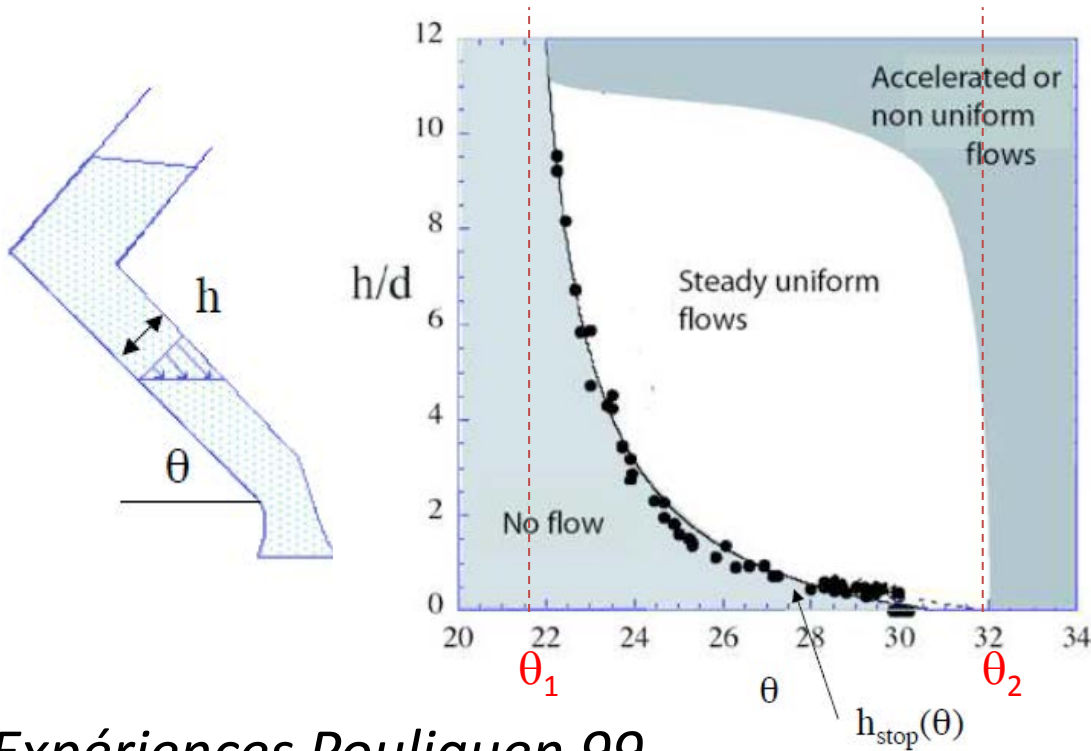 h
θ
h/d
12
10
8
6
4
2
0
Accelerated or
non uniform
flows
Steady uniform
flows
No flow
20 22 24 26 28 30 32 34
θ1
θ
θ2
hstop(θ)
Expériences Pouliquen 99